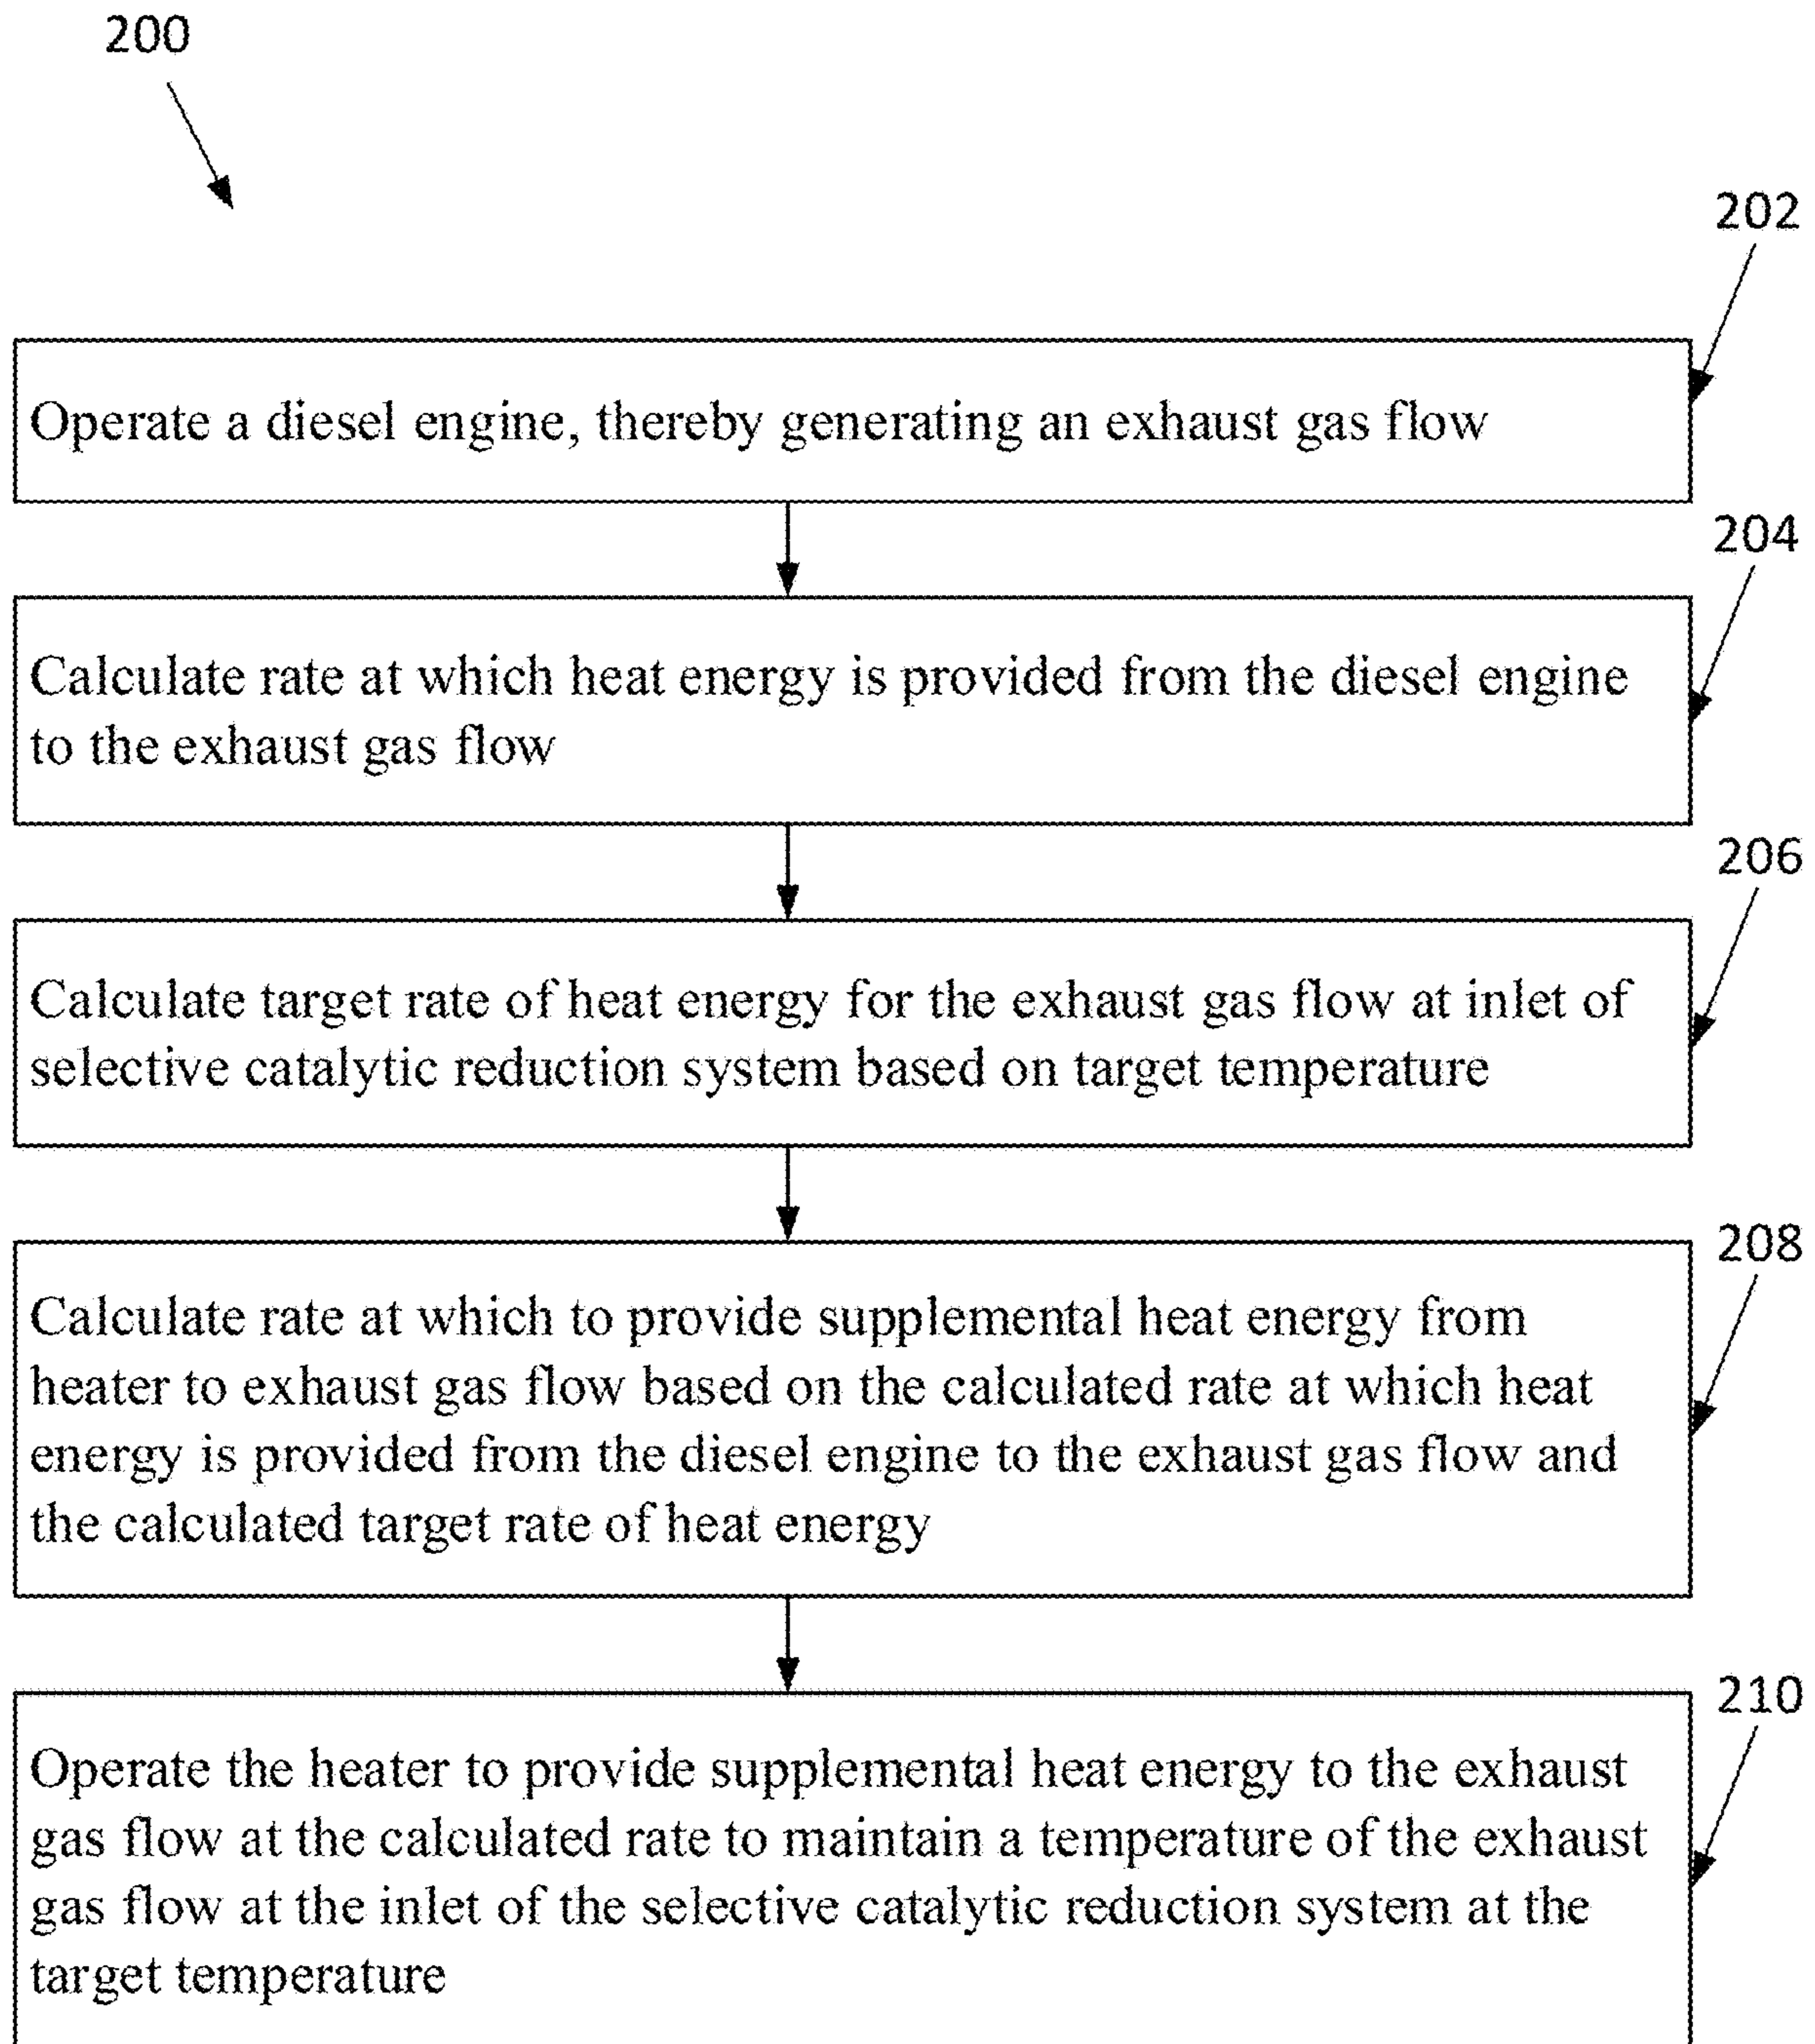 200
202
Operate a diesel engine, thereby generating an exhaust gas flow
204
Calculate rate at which heat energy is provided from the diesel engine
to the exhaust gas flow
206
Calculate target rate of heat energy for the exhaust gas flow at inlet of
selective catalytic reduction system based on target temperature
208
Calculate rate at which to provide supplemental heat energy from
heater to exhaust gas flow based on the calculated rate at which heat
energy is provided from the diesel engine to the exhaust gas flow and
the calculated target rate of heat energy
210
Operate the heater to provide supplemental heat energy to the exhaust
gas flow at the calculated rate to maintain a temperature of the exhaust
gas flow at the inlet of the selective catalytic reduction system at the
target temperature